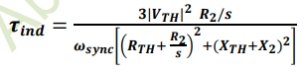 τ_ind = 3|V_TH|² R₂/s / ω_sync[(R_TH+R₂/s)²+(X_TH+X₂)²]